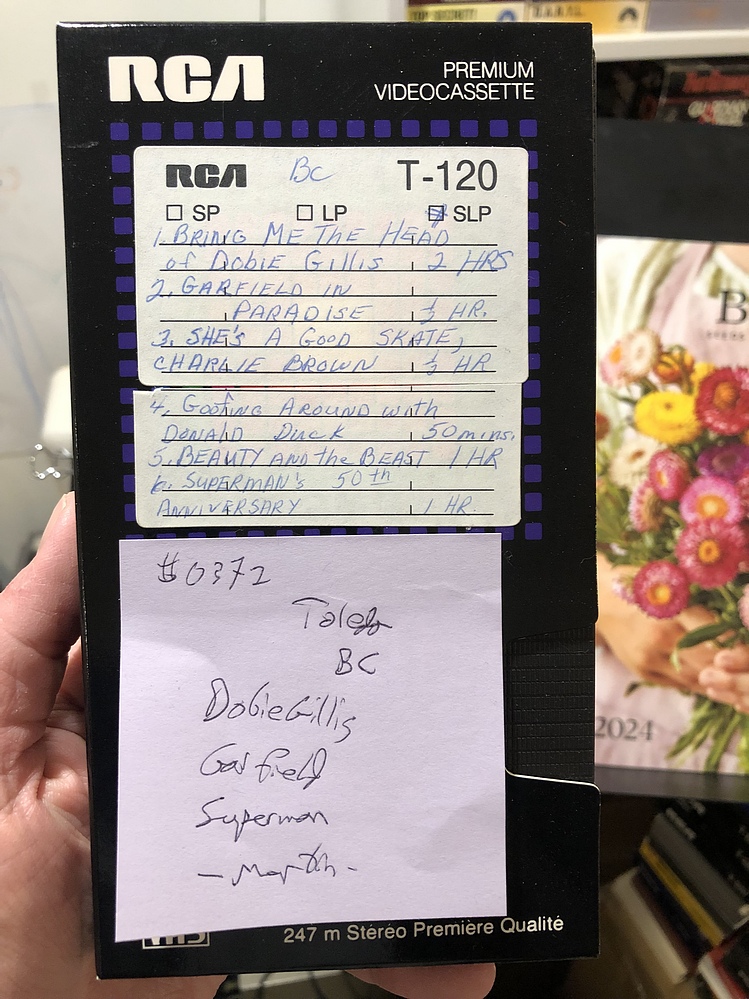 RCA
PREMIUM
VIDEOCASSETTE
RCA BC T-120
SP LP SLP
1. BRING ME THE HEAD
of DOBIE GILLIS 2 HRS
2. GARFIELD IN
PARADISE ½ HR.
3. SHE'S A GOOD SKATE,
CHARLIE BROWN ½ HR
4. GOOFING AROUND with
DONALD DUCK 50 mins.
5. BEAUTY AND the BEAST 1 HR
6. SUPERMAN'S 50th
ANNIVERSARY 1 HR.
#0372
BC
Dobie Gillis
Garfield
Superman
VHS
247 m Stéréo Première Qualité
B
2024